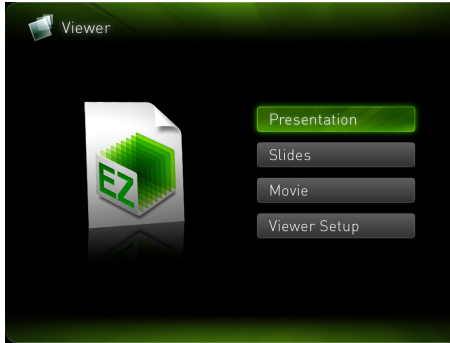 Viewer
Presentation
Slides
EZ
Movie
Viewer Setup